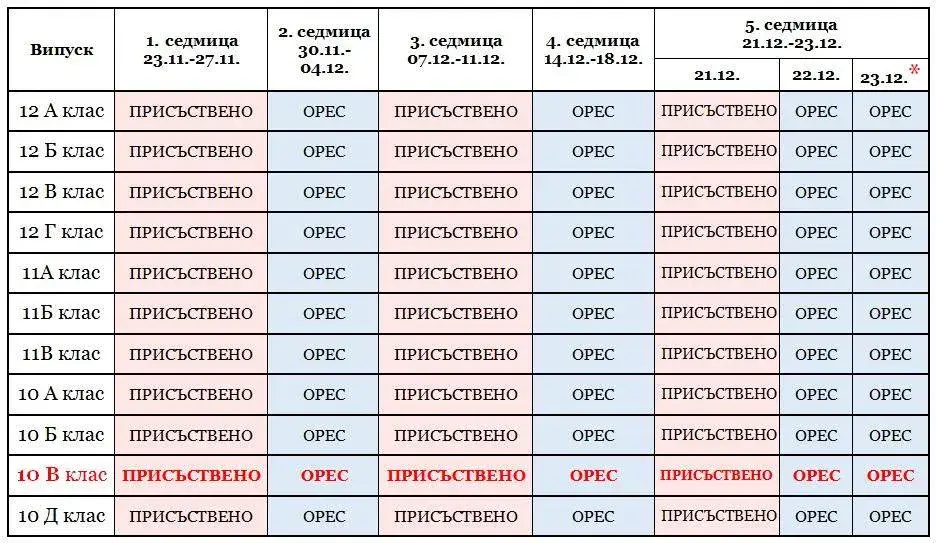 Випуск 1. седмица 23.11.-27.11. 2. седмица 30.11.-04.12. 3. седмица 07.12.-11.12. 4. седмица 14.12.-18.12. 5. седмица 21.12.-23.12.
21.12. 22.12. 23.12.*
12 А клас ПРИСЪСТВЕНО ОРЕС ПРИСЪСТВЕНО ОРЕС ПРИСЪСТВЕНО ОРЕС ОРЕС
12 Б клас ПРИСЪСТВЕНО ОРЕС ПРИСЪСТВЕНО ОРЕС ПРИСЪСТВЕНО ОРЕС ОРЕС
12 В клас ПРИСЪСТВЕНО ОРЕС ПРИСЪСТВЕНО ОРЕС ПРИСЪСТВЕНО ОРЕС ОРЕС
12 Г клас ПРИСЪСТВЕНО ОРЕС ПРИСЪСТВЕНО ОРЕС ПРИСЪСТВЕНО ОРЕС ОРЕС
11А клас ПРИСЪСТВЕНО ОРЕС ПРИСЪСТВЕНО ОРЕС ПРИСЪСТВЕНО ОРЕС ОРЕС
11Б клас ПРИСЪСТВЕНО ОРЕС ПРИСЪСТВЕНО ОРЕС ПРИСЪСТВЕНО ОРЕС ОРЕС
11В клас ПРИСЪСТВЕНО ОРЕС ПРИСЪСТВЕНО ОРЕС ПРИСЪСТВЕНО ОРЕС ОРЕС
10 А клас ПРИСЪСТВЕНО ОРЕС ПРИСЪСТВЕНО ОРЕС ПРИСЪСТВЕНО ОРЕС ОРЕС
10 Б клас ПРИСЪСТВЕНО ОРЕС ПРИСЪСТВЕНО ОРЕС ПРИСЪСТВЕНО ОРЕС ОРЕС
10 В клас ПРИСЪСТВЕНО ОРЕС ПРИСЪСТВЕНО ОРЕС ПРИСЪСТВЕНО ОРЕС ОРЕС
10 Д клас ПРИСЪСТВЕНО ОРЕС ПРИСЪСТВЕНО ОРЕС ПРИСЪСТВЕНО ОРЕС ОРЕС